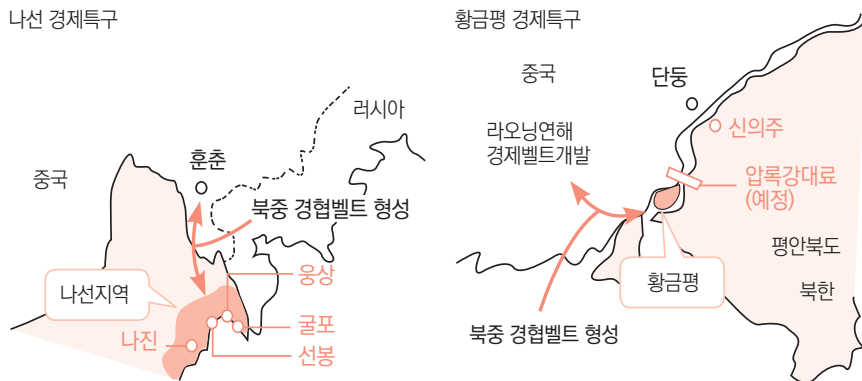 나선 경제특구
러시아
중국
훈춘
북중 경협벨트 형성
나선지역
웅상
굴포
나진
선봉
황금평 경제특구
중국
단둥
라오닝연해
경제벨트개발
신의주
압록강대료
(예정)
평안북도
황금평
북한
북중 경협벨트 형성